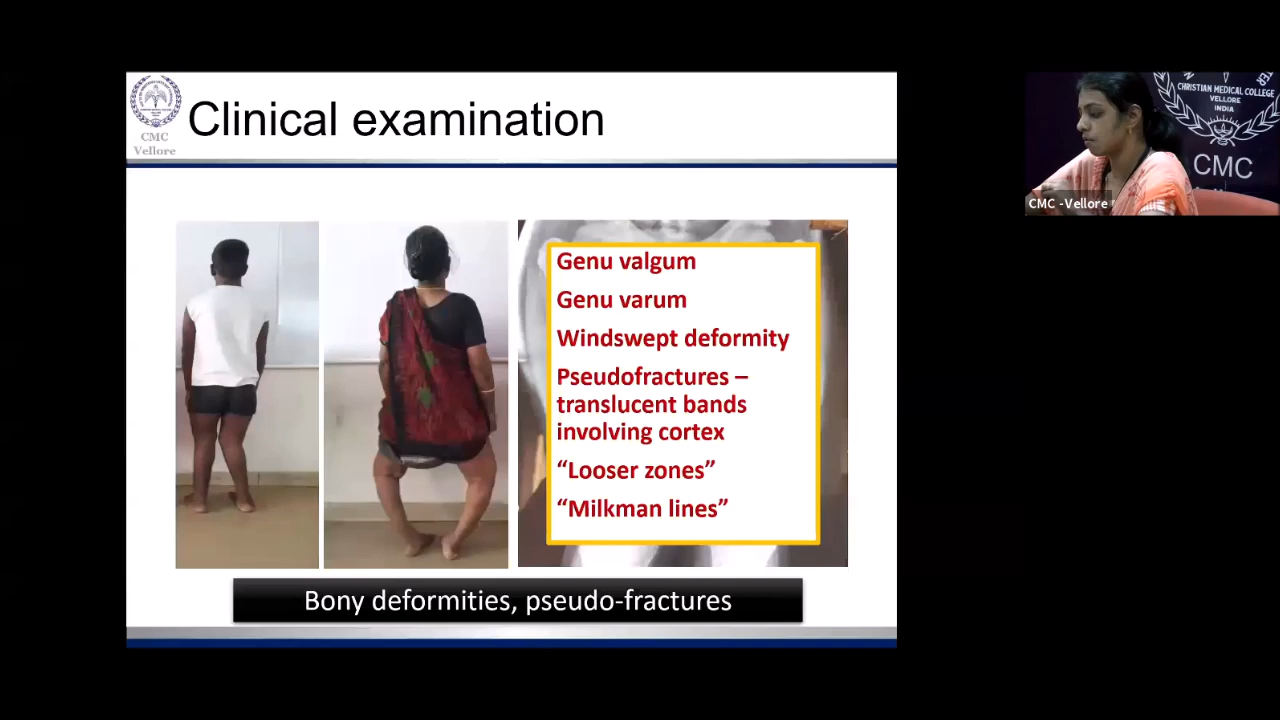 Clinical examination
CMC
Vellore
Genu valgum
Genu varum
Windswept deformity
Pseudofractures –
translucent bands
involving cortex
“Looser zones”
“Milkman lines”
Bony deformities, pseudo-fractures
CHRISTIAN MEDICAL COLLEGE
VELLORE
INDIA
CMC
CMC -Vellore